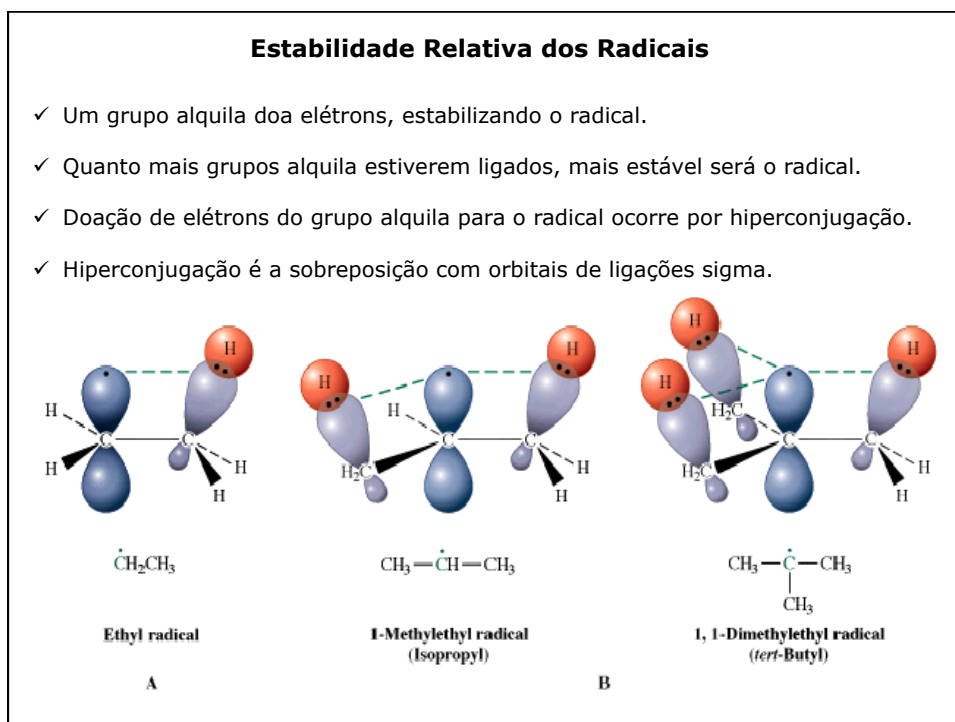 Estabilidade Relativa dos Radicais
✓ Um grupo alquila doa elétrons, estabilizando o radical.
✓ Quanto mais grupos alquila estiverem ligados, mais estável será o radical.
✓ Doação de elétrons do grupo alquila para o radical ocorre por hiperconjugação.
✓ Hiperconjugação é a sobreposição com orbitais de ligações sigma.
H
H
H
C
C
H
H
H
H
H
H₂C
C
C
H
H
H
H
H
H₂C
H₂C
C
C
H
H
ĊH₂CH₃
CH₃—ĊH—CH₃
CH₃—Ċ—CH₃
CH₃
Ethyl radical
1-Methylethyl radical
(Isopropyl)
1, 1-Dimethylethyl radical
(tert-Butyl)
A
B